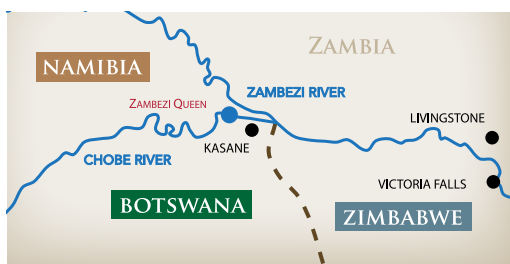 ZAMBIA
NAMIBIA
ZAMBEZI RIVER
ZAMBEZI QUEEN
LIVINGSTONE
KASANE
CHOBE RIVER
VICTORIA FALLS
BOTSWANA
ZIMBABWE